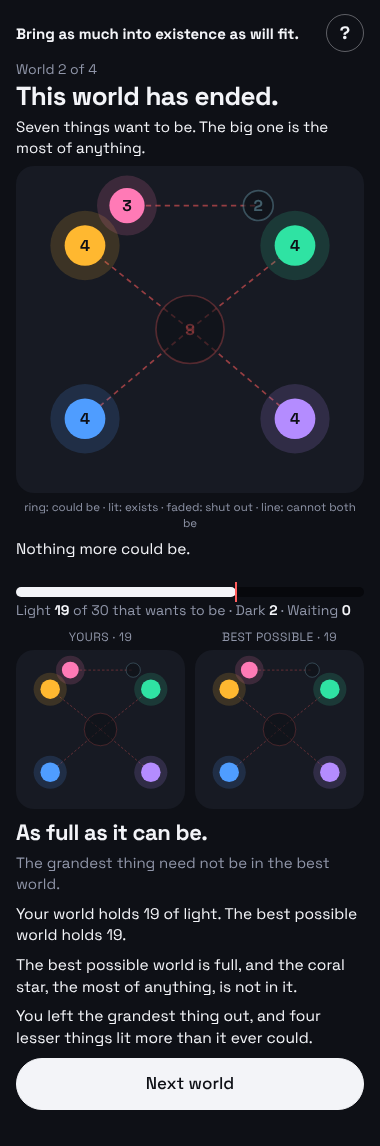 Bring as much into existence as will fit.
?
World 2 of 4
This world has ended.
Seven things want to be. The big one is the
most of anything.
3
2
4
4
9
4
4
ring: could be · lit: exists · faded: shut out · line: cannot both
be
Nothing more could be.
Light 19 of 30 that wants to be · Dark 2 · Waiting 0
YOURS · 19
BEST POSSIBLE · 19
As full as it can be.
The grandest thing need not be in the best
world.
Your world holds 19 of light. The best possible
world holds 19.
The best possible world is full, and the coral
star, the most of anything, is not in it.
You left the grandest thing out, and four
lesser things lit more than it ever could.
Next world